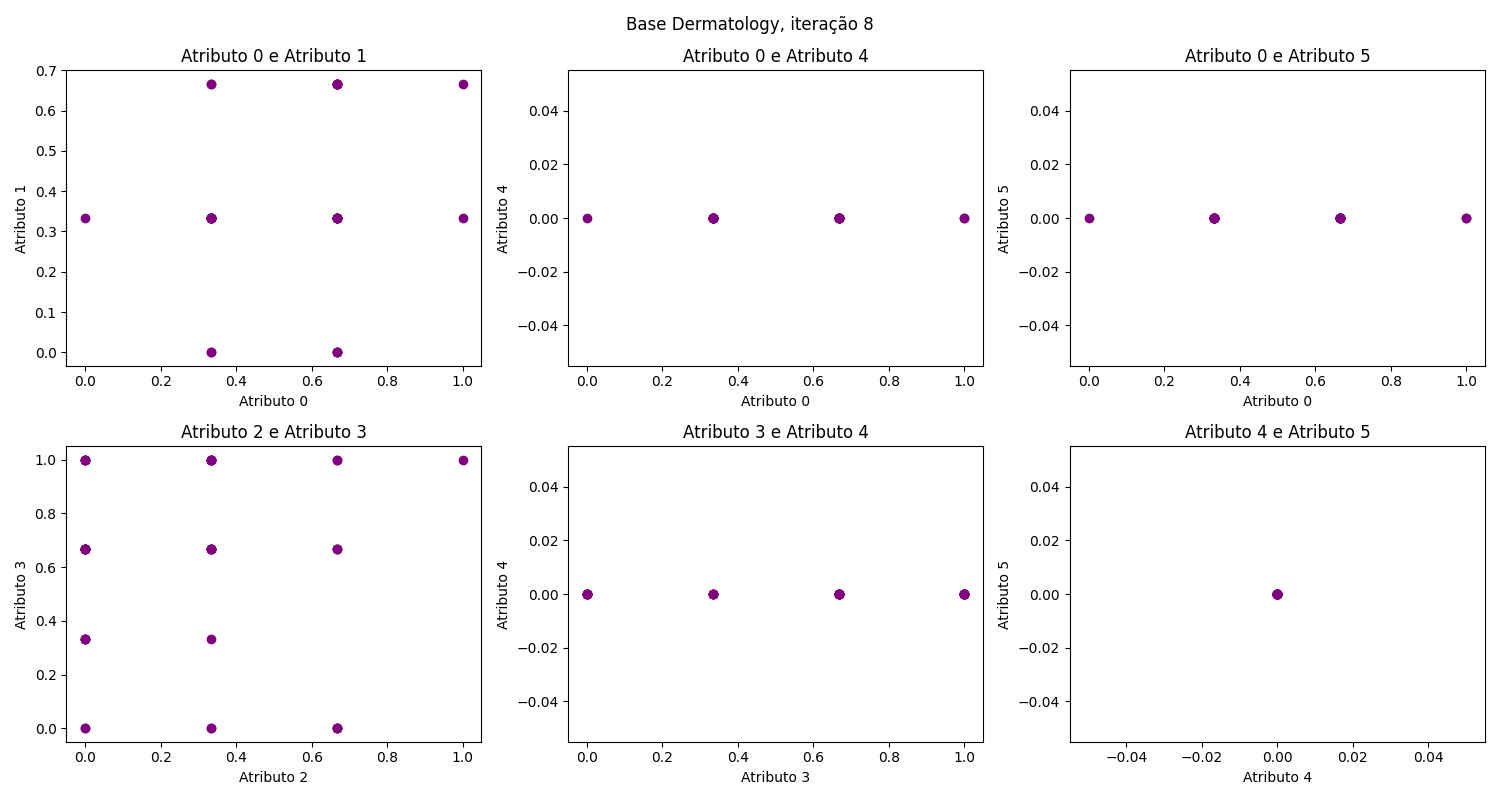 Base Dermatology, iteração 8
Atributo 0 e Atributo 1
0.7
0.6
0.5
0.4
0.3
0.2
0.1
0.0
Atributo 1
0.0 0.2 0.4 0.6 0.8 1.0
Atributo 0
Atributo 0 e Atributo 4
0.04
0.02
0.00
−0.02
−0.04
Atributo 4
0.0 0.2 0.4 0.6 0.8 1.0
Atributo 0
Atributo 0 e Atributo 5
0.04
0.02
0.00
−0.02
−0.04
Atributo 5
0.0 0.2 0.4 0.6 0.8 1.0
Atributo 0
Atributo 2 e Atributo 3
1.0
0.8
0.6
0.4
0.2
0.0
Atributo 3
0.0 0.2 0.4 0.6 0.8 1.0
Atributo 2
Atributo 3 e Atributo 4
0.04
0.02
0.00
−0.02
−0.04
Atributo 4
0.0 0.2 0.4 0.6 0.8 1.0
Atributo 3
Atributo 4 e Atributo 5
0.04
0.02
0.00
−0.02
−0.04
Atributo 5
−0.04 −0.02 0.00 0.02 0.04
Atributo 4